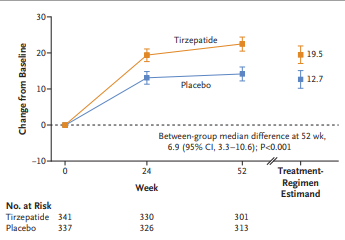 Change from Baseline
30
20
10
0
−10
Tirzepatide
Placebo
19.5
12.7
Between-group median difference at 52 wk,
6.9 (95% CI, 3.3–10.6); P<0.001
0
24
52
Week
Treatment-
Regimen
Estimand
No. at Risk
Tirzepatide 341 330 301
Placebo 337 326 313